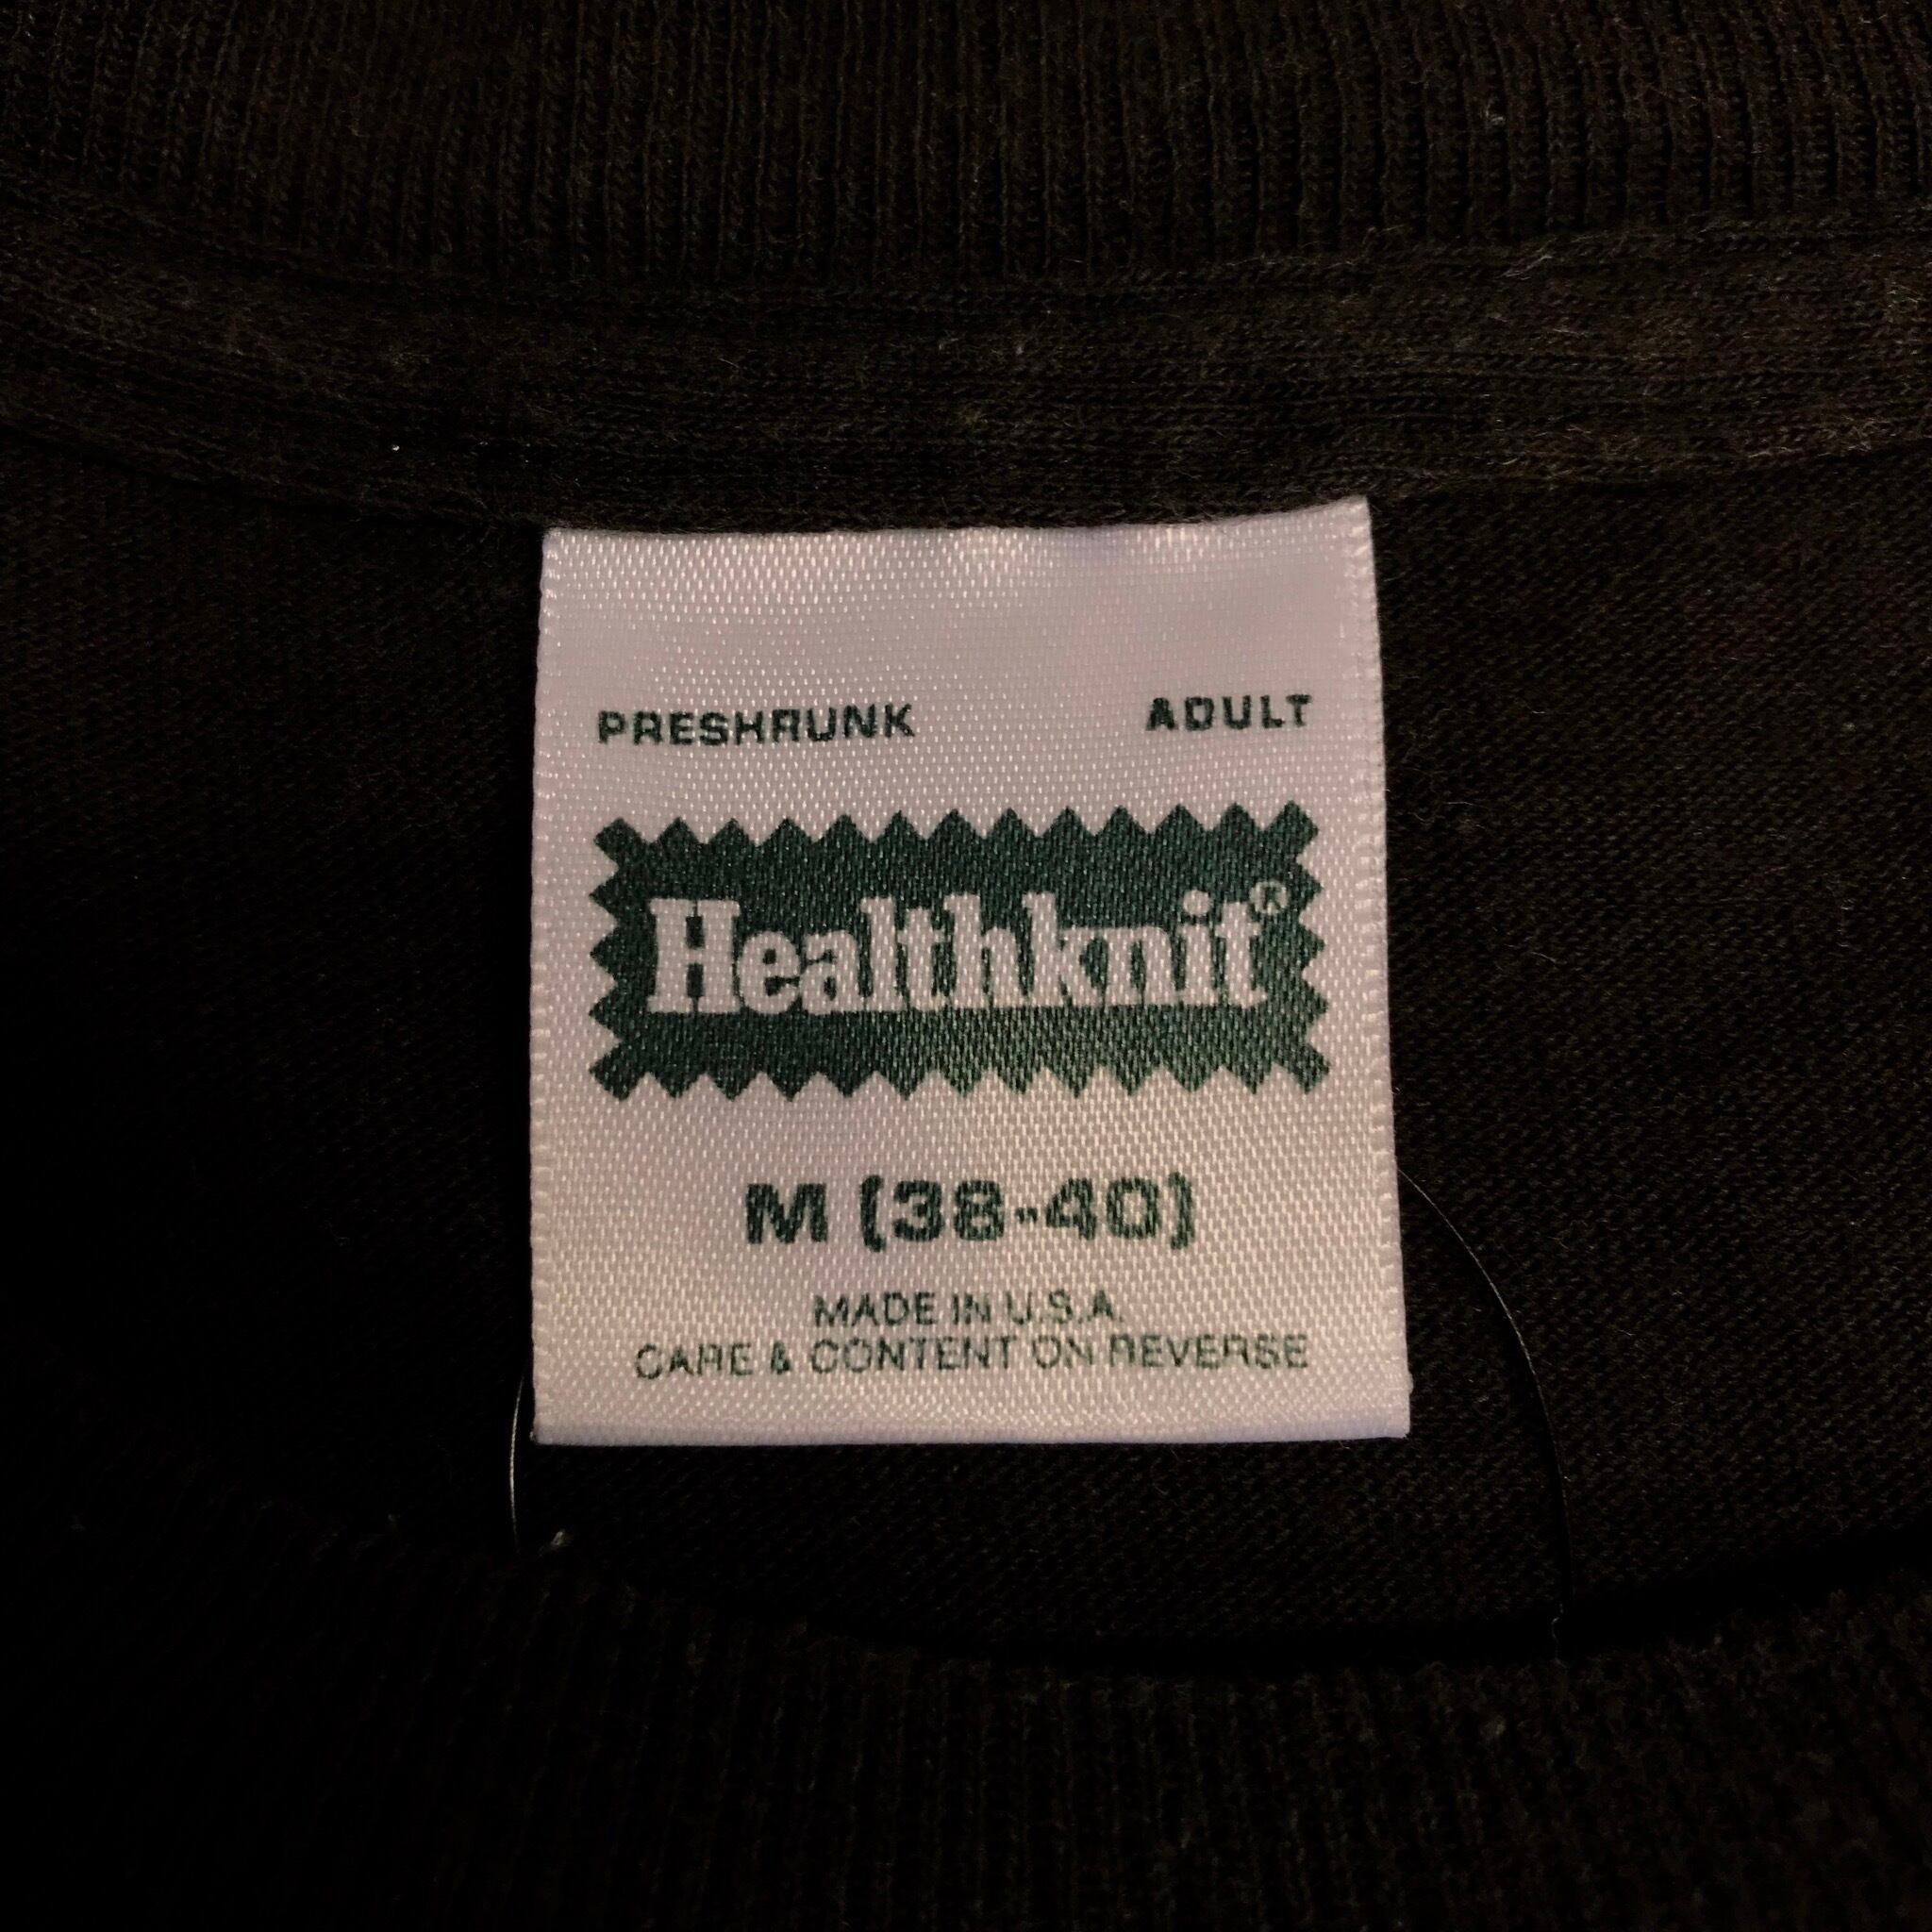 PRESHRUNK ADULT
Healthknit®
M (38-40)
MADE IN U.S.A.
CARE & CONTENT ON REVERSE